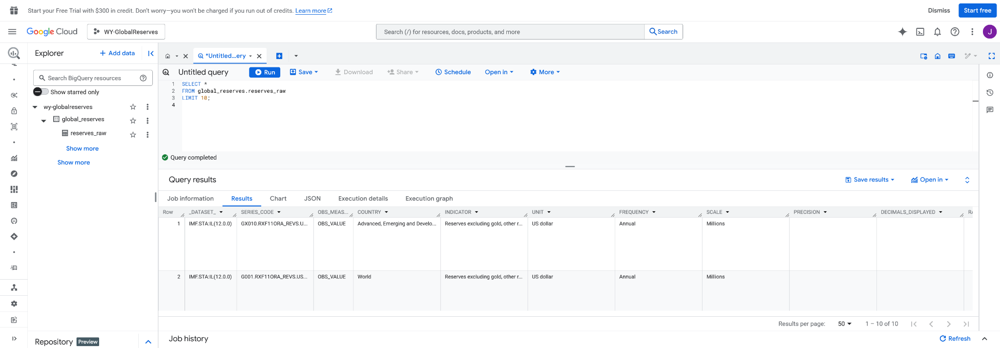 Start your Free Trial with $300 in credit. Don't worry—you won't be charged if you run out of credits. Learn more
Dismiss
Start free
Google Cloud
WY-GlobalReserves
Search (/) for resources, docs, products, and more
Search
J
Explorer
+ Add data
*Untitled...ery
Search BigQuery resources
Show starred only
wy-globalreserves
global_reserves
reserves_raw
Show more
Show more
Untitled query
Run
Save
Download
Share
Schedule
Open in
More
1 SELECT *
2 FROM global_reserves.reserves_raw
3 LIMIT 10;
4
Query completed
Query results
Save results
Open in
Job information Results Chart JSON Execution details Execution graph
Row _DATASET_ SERIES_CODE OBS_MEAS... COUNTRY INDICATOR UNIT FREQUENCY SCALE PRECISION DECIMALS_DISPLAYED
1 IMF.STA:IL(12.0.0) GX010.RXF11ORA_REVS.U... OBS_VALUE Advanced, Emerging and Develo... Reserves excluding gold, other r... US dollar Annual Millions
2 IMF.STA:IL(12.0.0) G001.RXF11ORA_REVS.US... OBS_VALUE World Reserves excluding gold, other r... US dollar Annual Millions
Results per page: 50 1 – 10 of 10
Repository Preview
Job history
Refresh